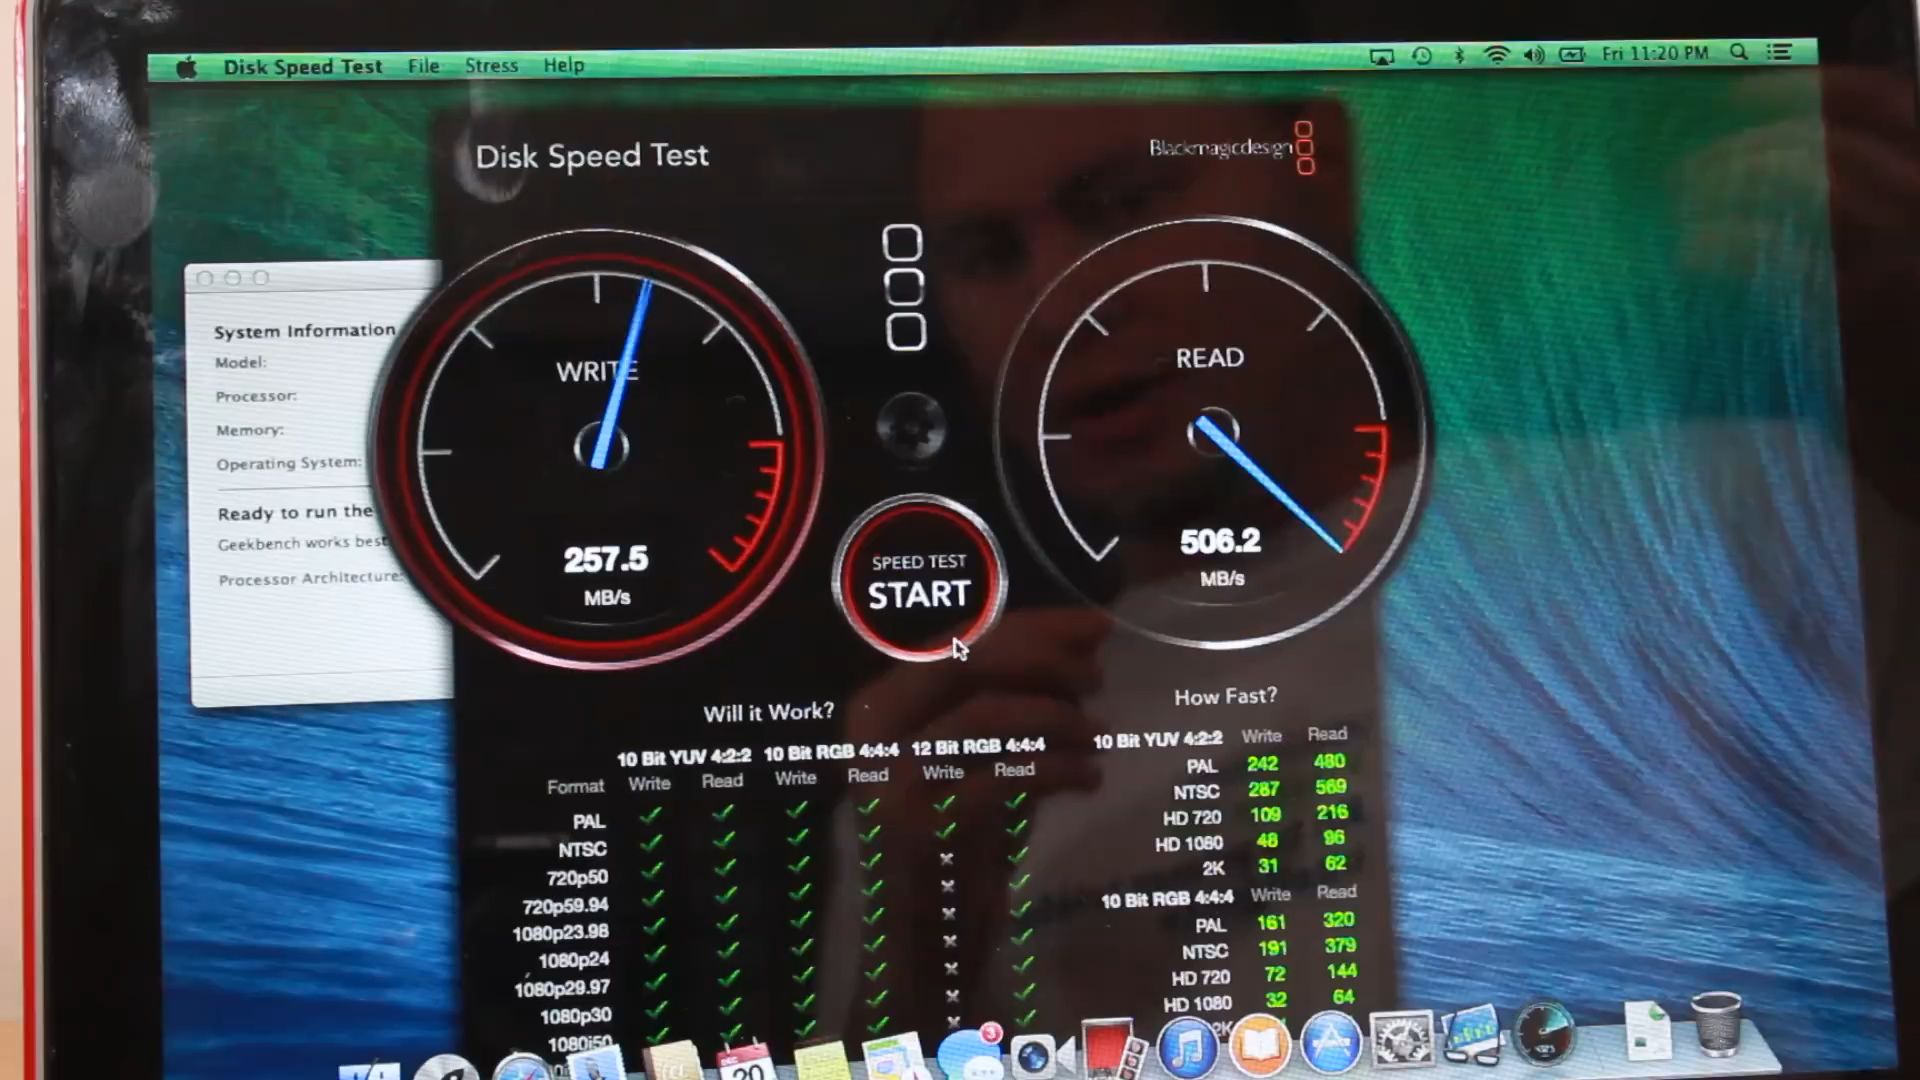 Disk Speed Test File Stress Help Fri 11:20 PM
Disk Speed Test
Blackmagicdesign
System Information
Model:
Processor:
Memory:
Operating System:
Ready to run the
Geekbench works best
Processor Architecture:
WRITE
257.5
MB/s
SPEED TEST
START
READ
506.2
MB/s
Will it Work?
10 Bit YUV 4:2:2 10 Bit RGB 4:4:4 12 Bit RGB 4:4:4
Format Write Read Write Read Write Read
PAL
NTSC
720p50
720p59.94
1080p23.98
1080p24
1080p29.97
1080p30
1080i50
How Fast?
10 Bit YUV 4:2:2 Write Read
PAL 242 480
NTSC 287 569
HD 720 109 216
HD 1080 48 96
2K 31 62
10 Bit RGB 4:4:4 Write Read
PAL 161 320
NTSC 191 379
HD 720 72 144
HD 1080 32 64
2K
3
DEC
20